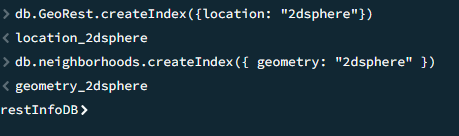 > db.GeoRest.createIndex({location: "2dsphere"})
< location_2dsphere
> db.neighborhoods.createIndex({ geometry: "2dsphere" })
< geometry_2dsphere
restInfoDB>